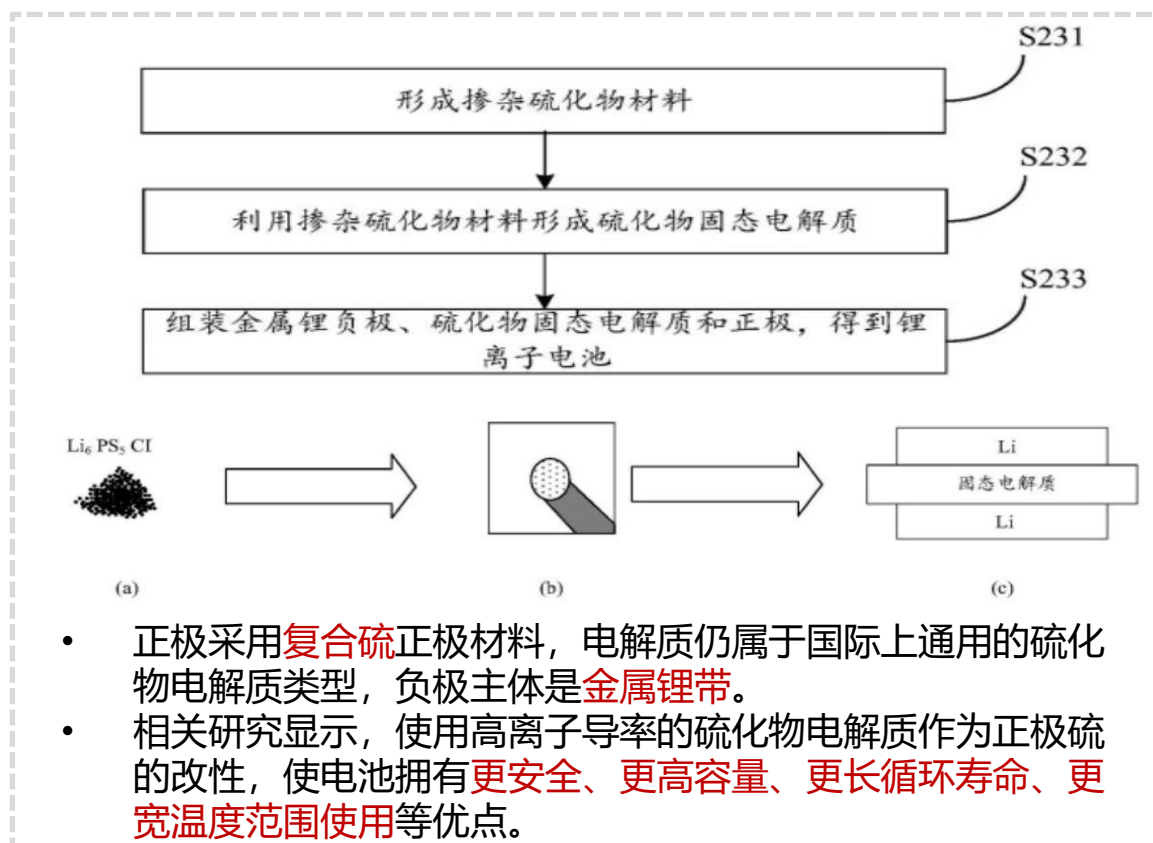 S231
形成掺杂硫化物材料
S232
利用掺杂硫化物材料形成硫化物固态电解质
S233
组装金属锂负极、硫化物固态电解质和正极，得到锂
离子电池
Li₆ PS₅ CI
Li
固态电解质
Li
(a)
(b)
(c)
• 正极采用复合硫正极材料，电解质仍属于国际上通用的硫化
物电解质类型，负极主体是金属锂带。
• 相关研究显示，使用高离子导率的硫化物电解质作为正极硫
的改性，使电池拥有更安全、更高容量、更长循环寿命、更
宽温度范围使用等优点。